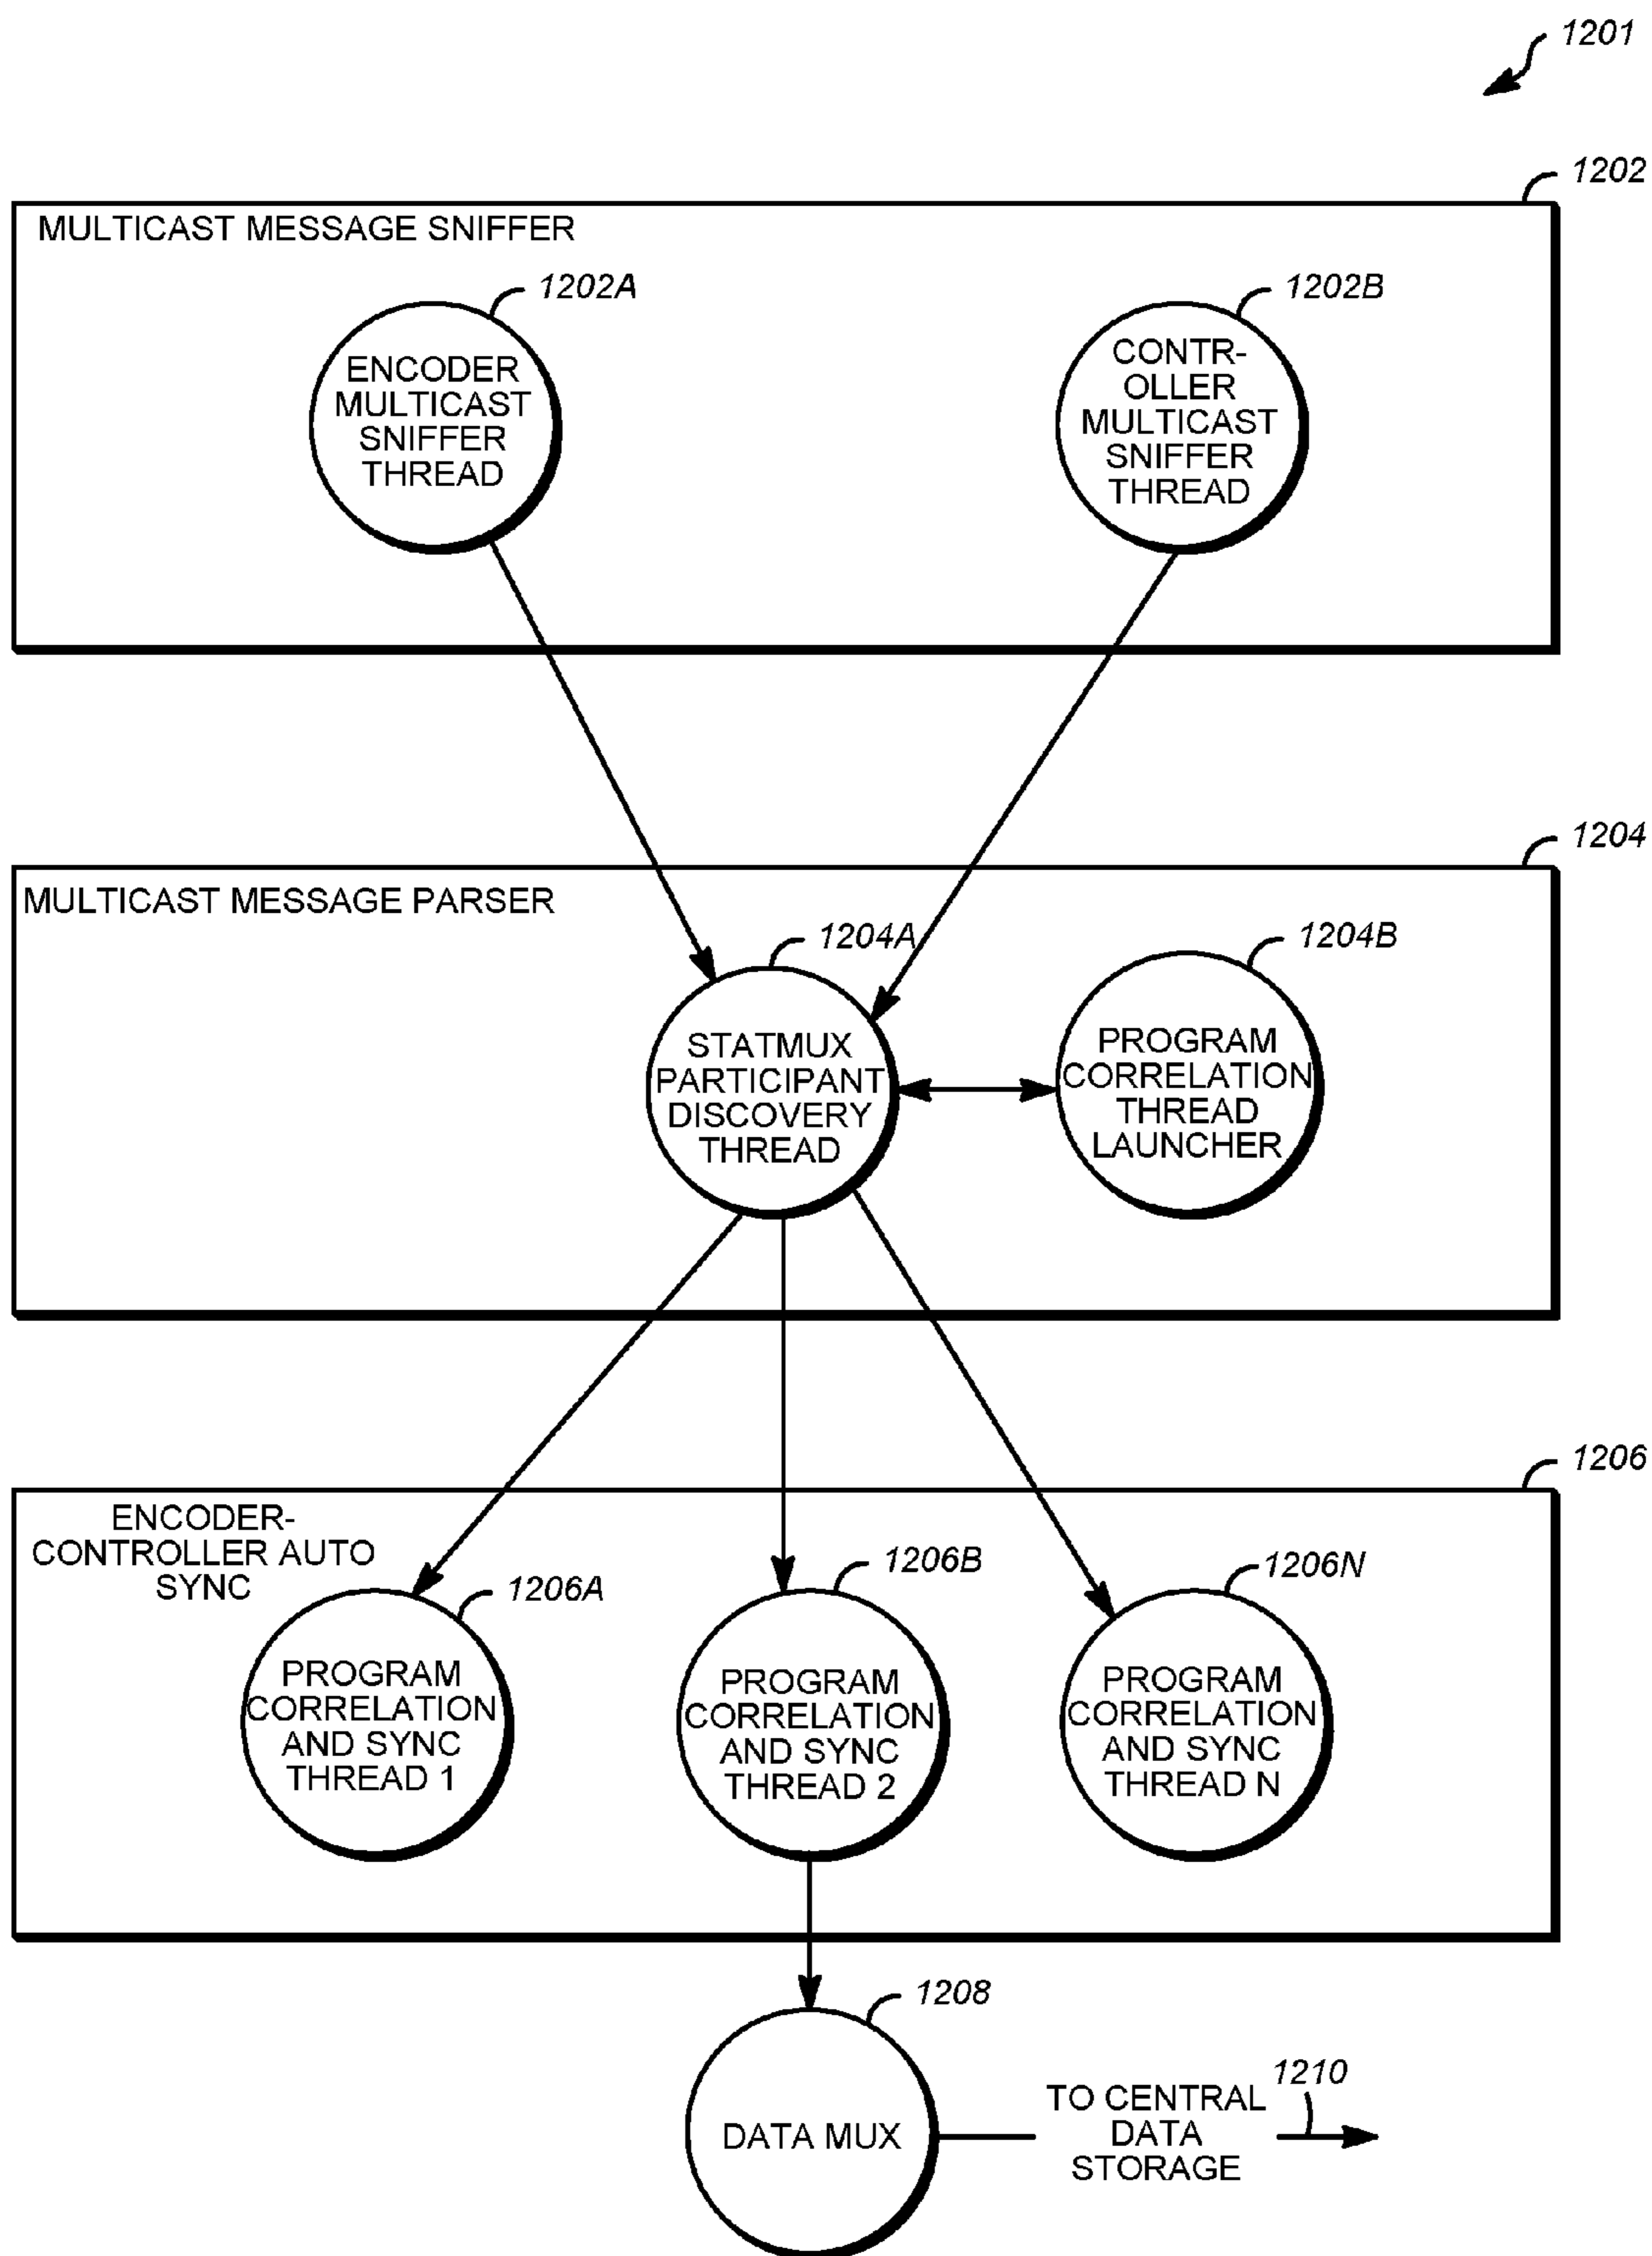 1201
1202
MULTICAST MESSAGE SNIFFER
1202A
1202B
ENCODER
MULTICAST
SNIFFER
THREAD
CONTR-
OLLER
MULTICAST
SNIFFER
THREAD
1204
MULTICAST MESSAGE PARSER
1204A
1204B
STATMUX
PARTICIPANT
DISCOVERY
THREAD
PROGRAM
CORRELATION
THREAD
LAUNCHER
1206
ENCODER-
CONTROLLER AUTO
SYNC
1206A
1206B
1206N
PROGRAM
CORRELATION
AND SYNC
THREAD 1
PROGRAM
CORRELATION
AND SYNC
THREAD 2
PROGRAM
CORRELATION
AND SYNC
THREAD N
1208
DATA MUX
TO CENTRAL
DATA
STORAGE
1210